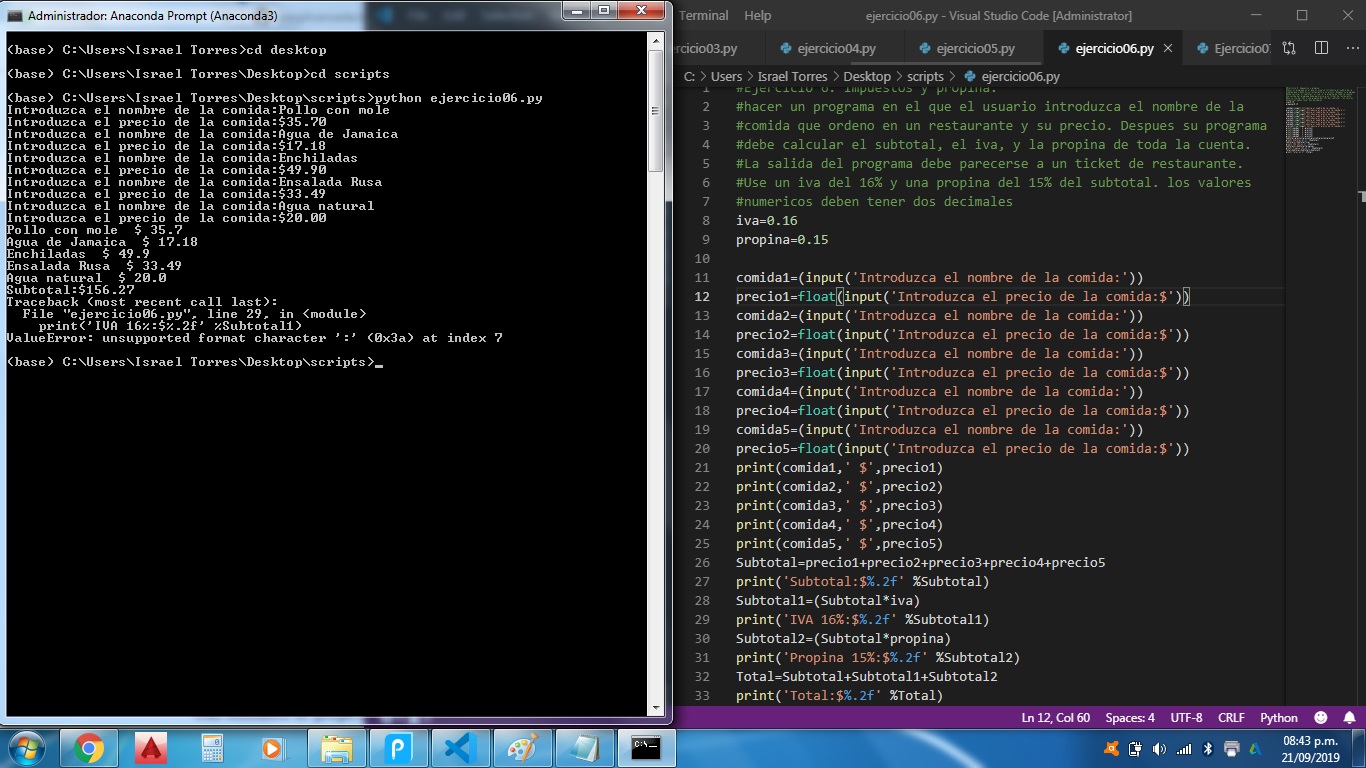 Administrador: Anaconda Prompt (Anaconda3)
(base) C:\Users\Israel Torres>cd desktop
(base) C:\Users\Israel Torres\Desktop>cd scripts
(base) C:\Users\Israel Torres\Desktop\scripts>python ejercicio06.py
Introduzca el nombre de la comida:Pollo con mole
Introduzca el precio de la comida:$35.70
Introduzca el nombre de la comida:Agua de Jamaica
Introduzca el precio de la comida:$17.18
Introduzca el nombre de la comida:Enchiladas
Introduzca el precio de la comida:$49.90
Introduzca el nombre de la comida:Ensalada Rusa
Introduzca el precio de la comida:$33.49
Introduzca el nombre de la comida:Agua natural
Introduzca el precio de la comida:$20.00
Pollo con mole  $ 35.7
Agua de Jamaica  $ 17.18
Enchiladas  $ 49.9
Ensalada Rusa  $ 33.49
Agua natural  $ 20.0
Subtotal:$156.27
Traceback (most recent call last):
  File "ejercicio06.py", line 29, in <module>
    print('IVA 16%:$%.2f' %Subtotal1)
ValueError: unsupported format character ':' (0x3a) at index 7
(base) C:\Users\Israel Torres\Desktop\scripts>_
Terminal Help ejercicio06.py - Visual Studio Code [Administrator]
ercicio03.py ejercicio04.py ejercicio05.py ejercicio06.py Ejercicio07
C: > Users > Israel Torres > Desktop > scripts > ejercicio06.py
1 #Ejercicio 6. Impuestos y propina.
2 #hacer un programa en el que el usuario introduzca el nombre de la
3 #comida que ordeno en un restaurante y su precio. Despues su programa
4 #debe calcular el subtotal, el iva, y la propina de toda la cuenta.
5 #La salida del programa debe parecerse a un ticket de restaurante.
6 #Use un iva del 16% y una propina del 15% del subtotal. los valores
7 #numericos deben tener dos decimales
8 iva=0.16
9 propina=0.15
10
11 comida1=(input('Introduzca el nombre de la comida:'))
12 precio1=float(input('Introduzca el precio de la comida:$'))
13 comida2=(input('Introduzca el nombre de la comida:'))
14 precio2=float(input('Introduzca el precio de la comida:$'))
15 comida3=(input('Introduzca el nombre de la comida:'))
16 precio3=float(input('Introduzca el precio de la comida:$'))
17 comida4=(input('Introduzca el nombre de la comida:'))
18 precio4=float(input('Introduzca el precio de la comida:$'))
19 comida5=(input('Introduzca el nombre de la comida:'))
20 precio5=float(input('Introduzca el precio de la comida:$'))
21 print(comida1,' $',precio1)
22 print(comida2,' $',precio2)
23 print(comida3,' $',precio3)
24 print(comida4,' $',precio4)
25 print(comida5,' $',precio5)
26 Subtotal=precio1+precio2+precio3+precio4+precio5
27 print('Subtotal:$%.2f' %Subtotal)
28 Subtotal1=(Subtotal*iva)
29 print('IVA 16%:$%.2f' %Subtotal1)
30 Subtotal2=(Subtotal*propina)
31 print('Propina 15%:$%.2f' %Subtotal2)
32 Total=Subtotal+Subtotal1+Subtotal2
33 print('Total:$%.2f' %Total)
Ln 12, Col 60 Spaces: 4 UTF-8 CRLF Python
08:43 p.m.
21/09/2019